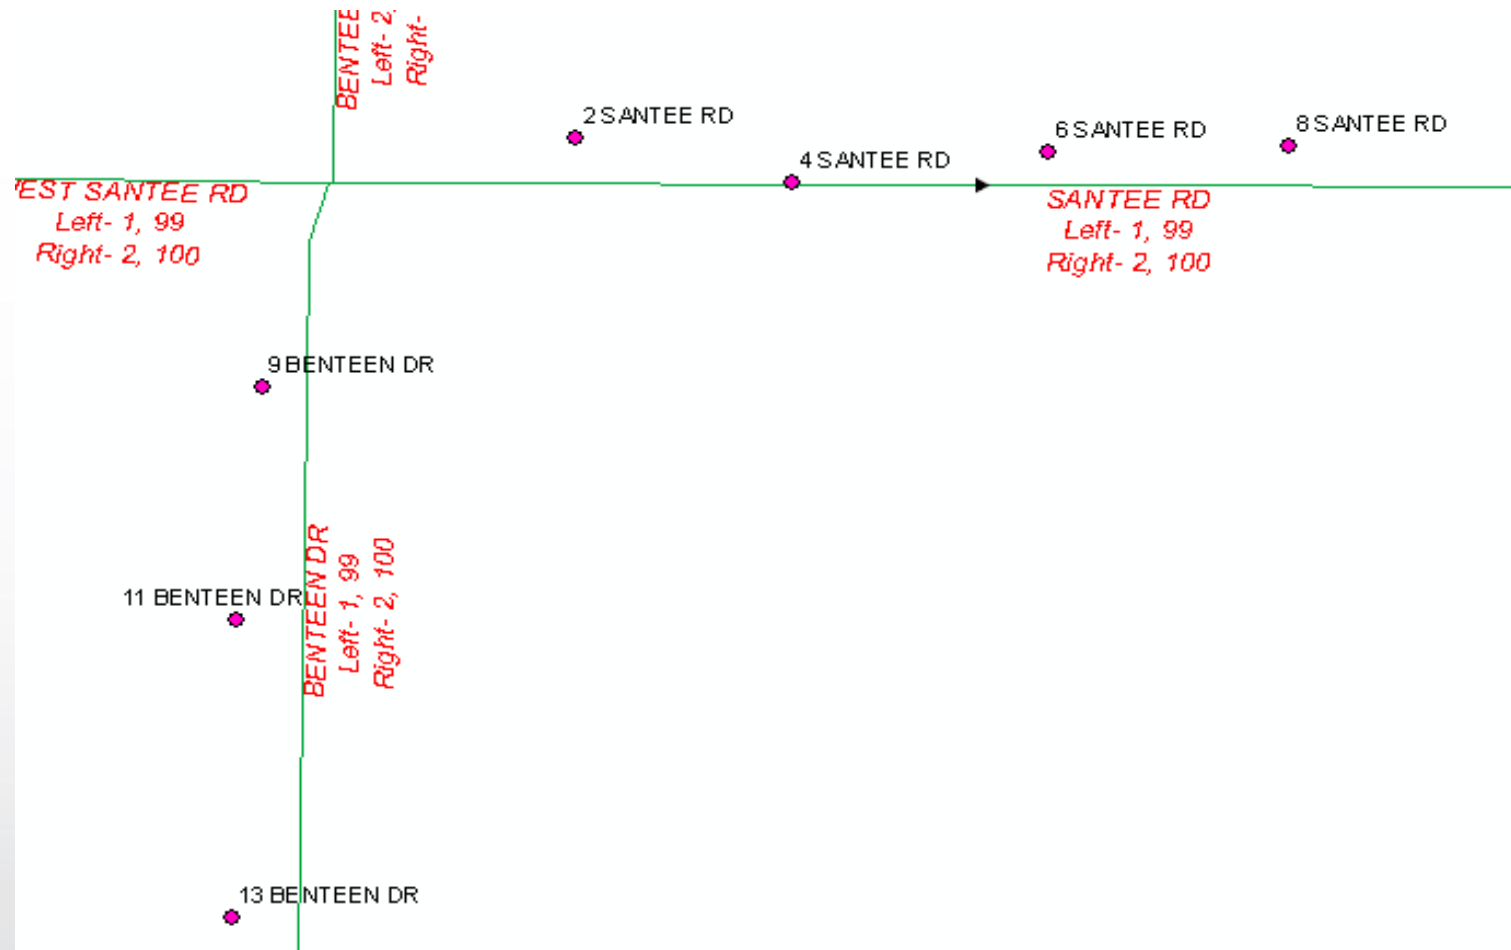 Left- 2,
Right-
2 SANTEE RD
4 SANTEE RD
6 SANTEE RD
8 SANTEE RD
SANTEE RD
Left- 1, 99
Right- 2, 100
SANTEE RD
Left- 1, 99
Right- 2, 100
9 BENTEEN DR
11 BENTEEN DR
BENTEEN DR
Left- 1, 99
Right- 2, 100
13 BENTEEN DR